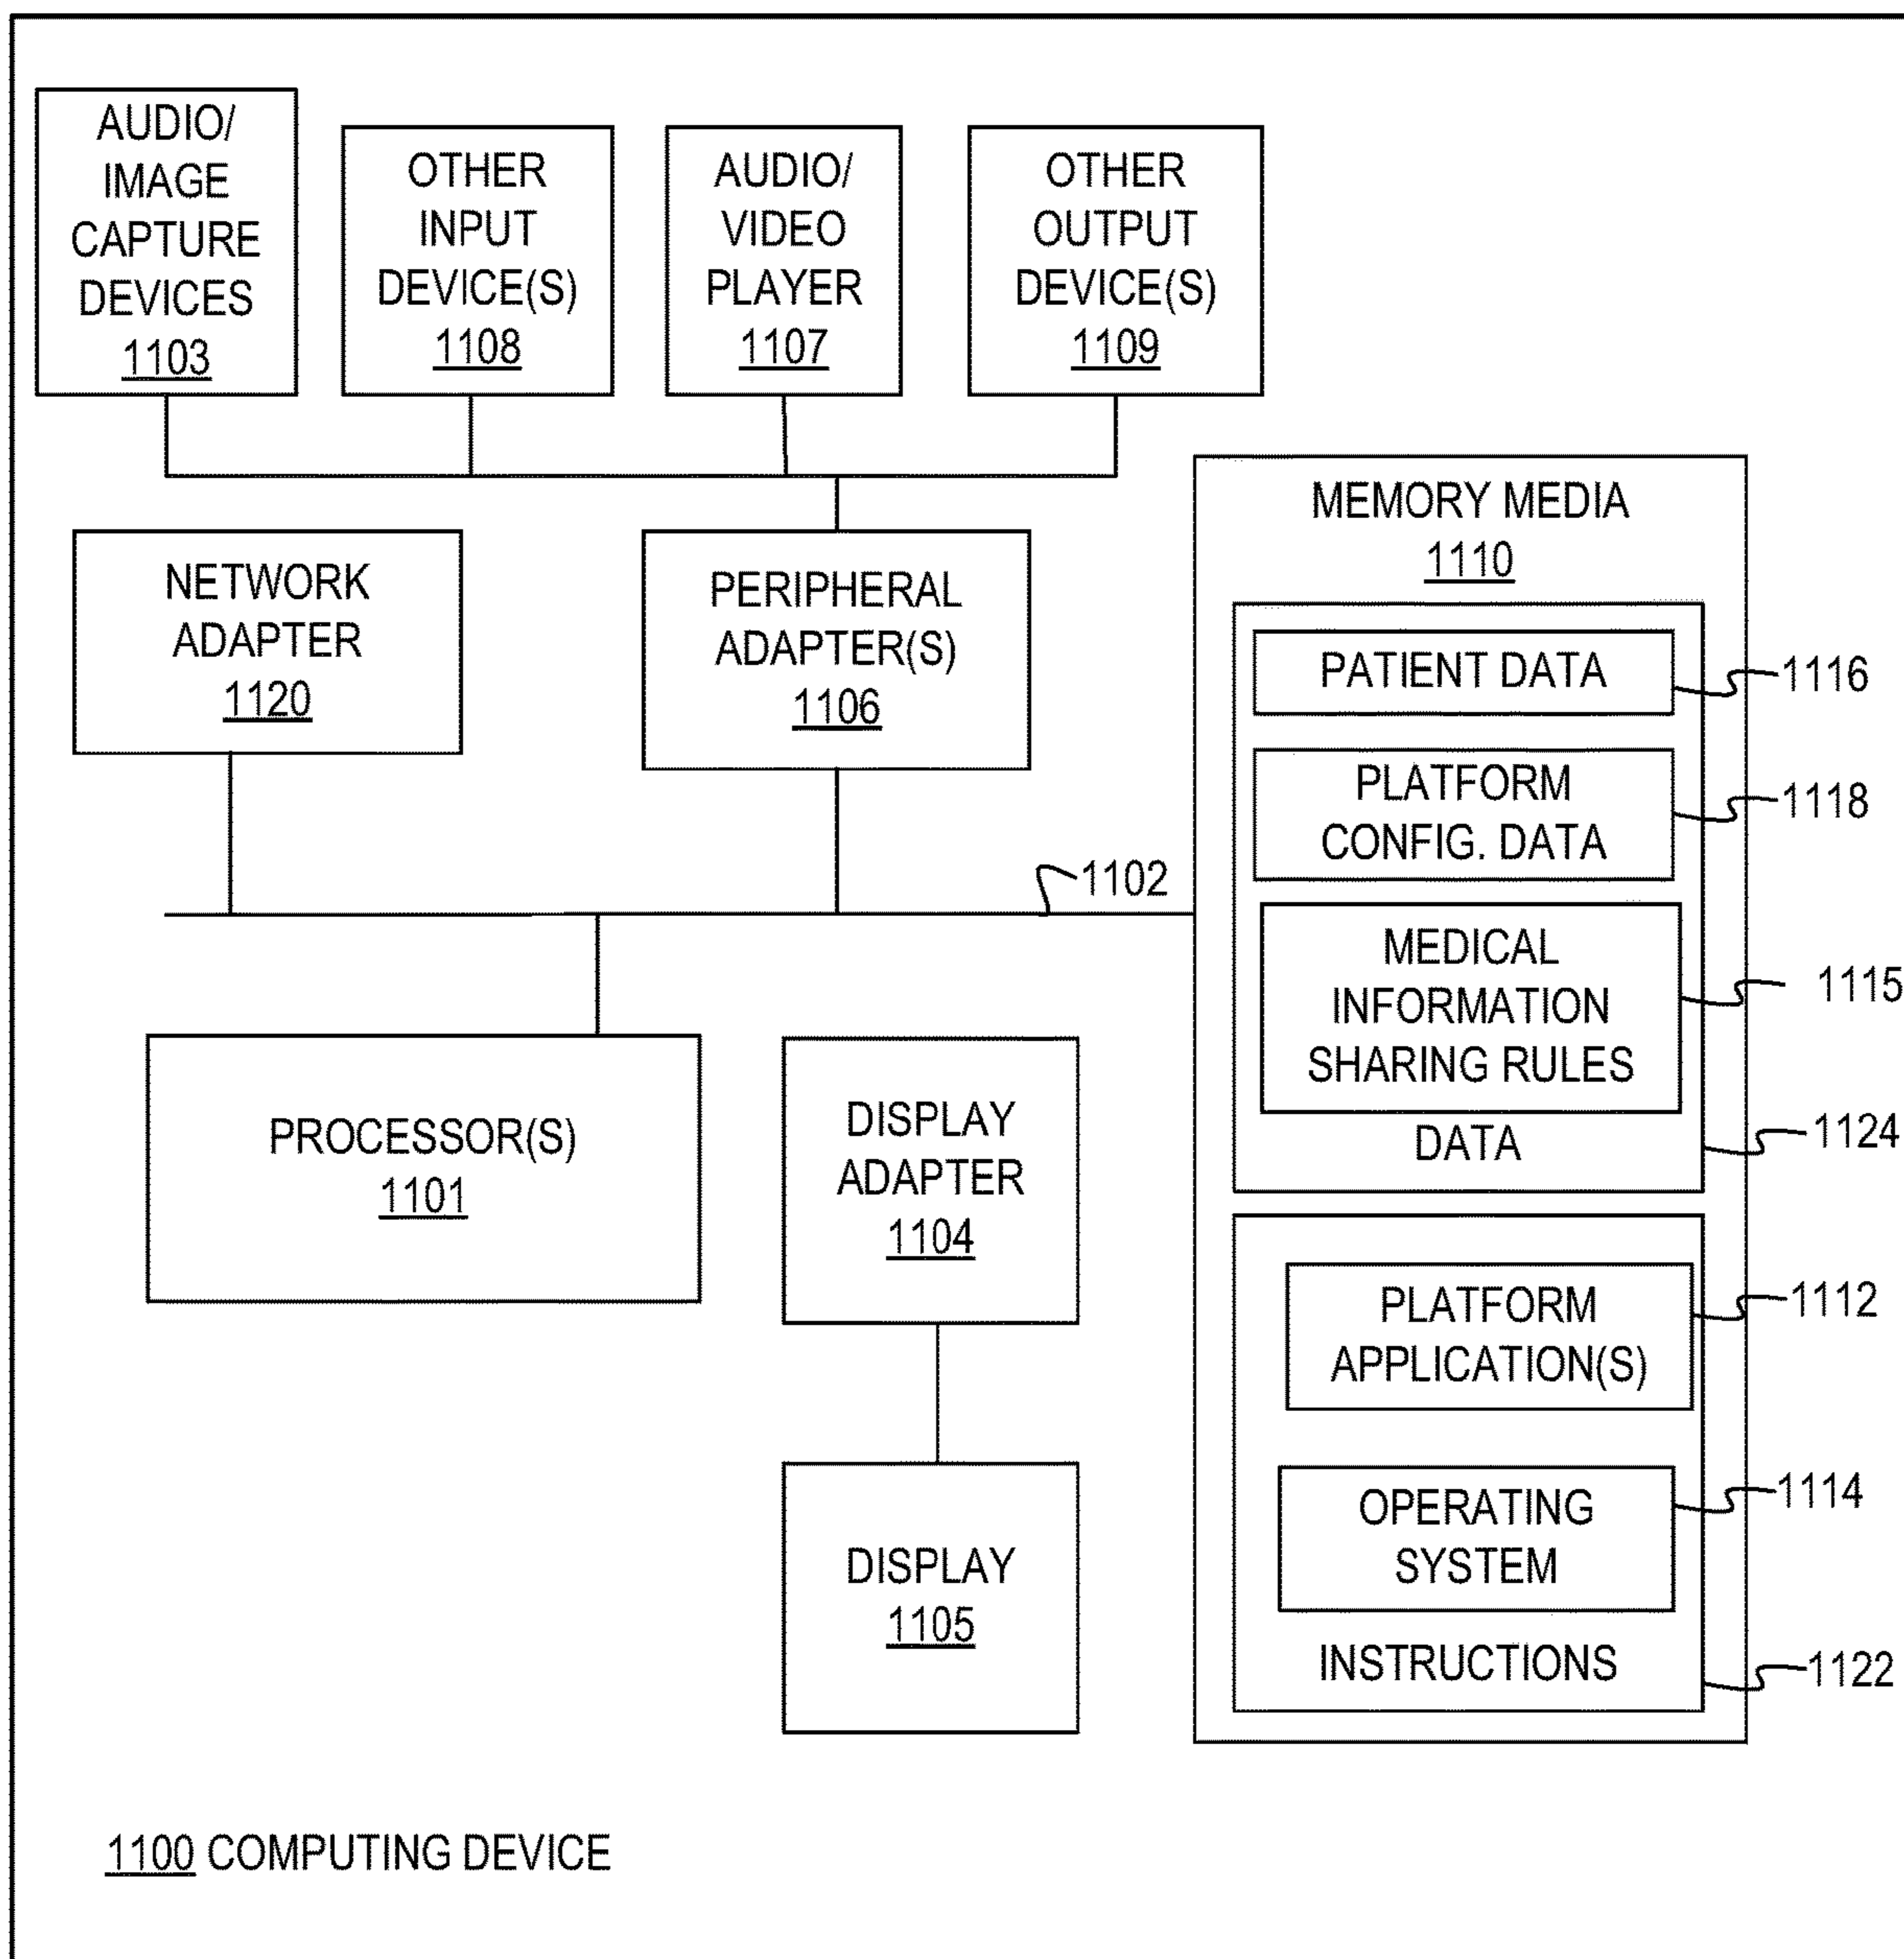 AUDIO/
IMAGE
CAPTURE
DEVICES
1103
OTHER
INPUT
DEVICE(S)
1108
AUDIO/
VIDEO
PLAYER
1107
OTHER
OUTPUT
DEVICE(S)
1109
NETWORK
ADAPTER
1120
PERIPHERAL
ADAPTER(S)
1106
1102
PROCESSOR(S)
1101
DISPLAY
ADAPTER
1104
DISPLAY
1105
MEMORY MEDIA
1110
PATIENT DATA
1116
PLATFORM
CONFIG. DATA
1118
MEDICAL
INFORMATION
SHARING RULES
1115
DATA
1124
PLATFORM
APPLICATION(S)
1112
OPERATING
SYSTEM
1114
INSTRUCTIONS
1122
1100 COMPUTING DEVICE